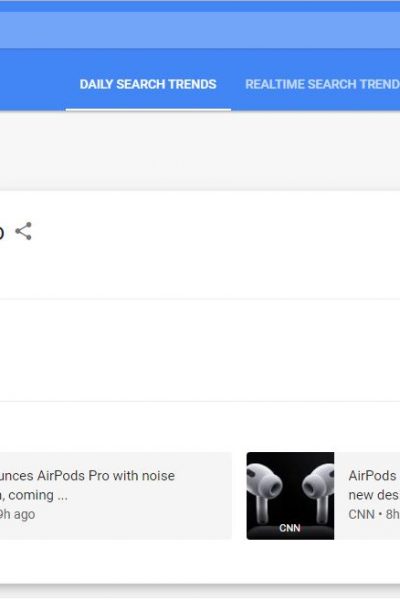 DAILY SEARCH TRENDS REALTIME SEARCH TREND
o
unces AirPods Pro with noise
, coming ...
9h ago
AirPods
new des
CNN • 8h
CNN